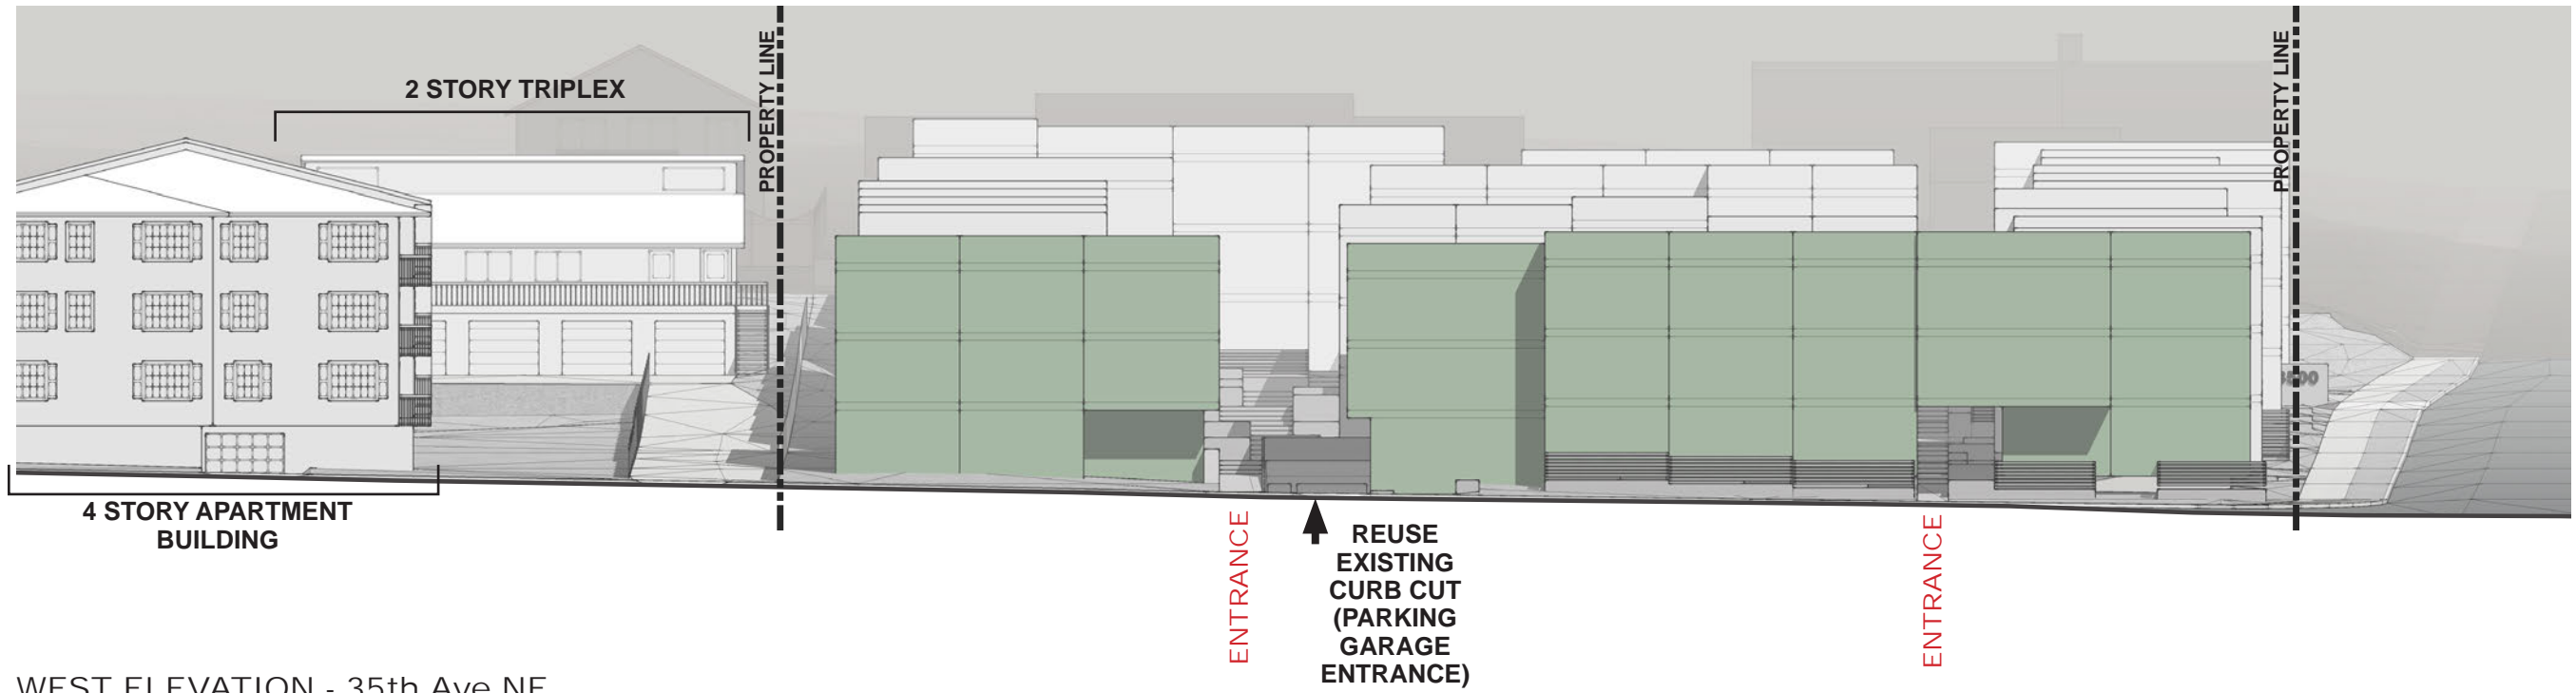 2 STORY TRIPLEX
PROPERTY LINE
PROPERTY LINE
4 STORY APARTMENT
BUILDING
ENTRANCE
REUSE
EXISTING
CURB CUT
(PARKING
GARAGE
ENTRANCE)
ENTRANCE
WEST ELEVATION - 35th Ave NE